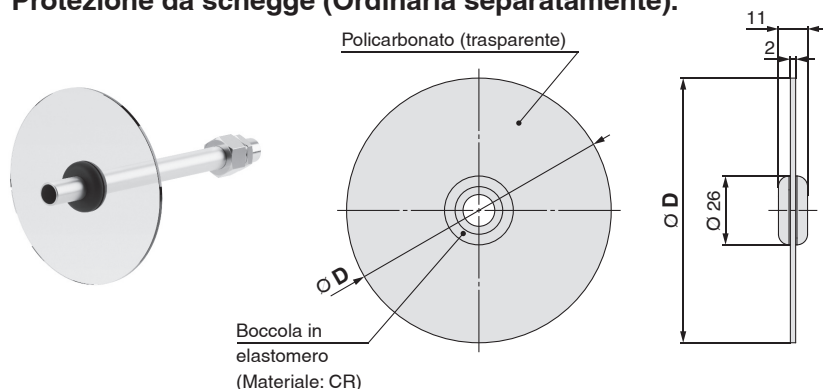 Protezione da schegge (Ordinaria separatamente).
Policarbonato (trasparente)
11
2
Ø D
Ø 26
Ø D
Boccola in
elastomero
(Materiale: CR)